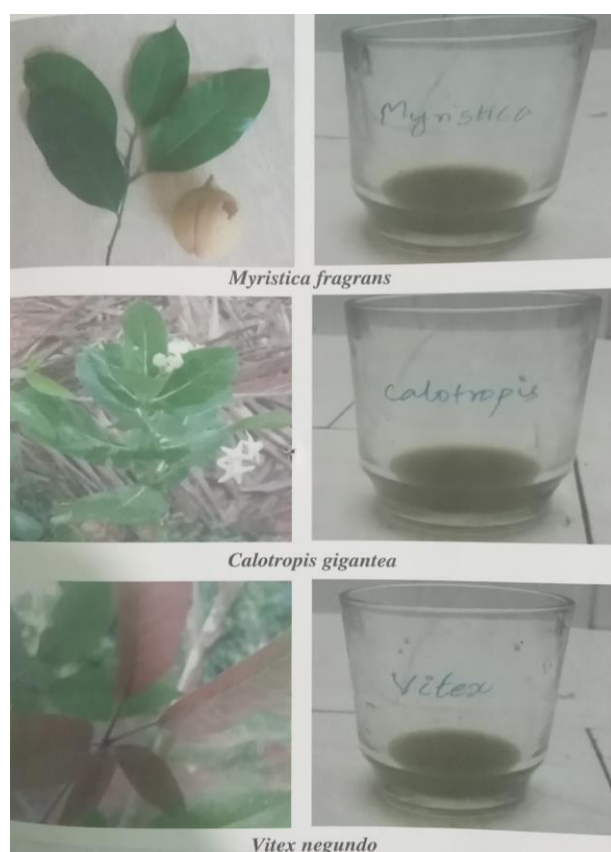 Myristica
Myristica fragrans
Calotropis
Calotropis gigantea
Vitex
Vitex negundo